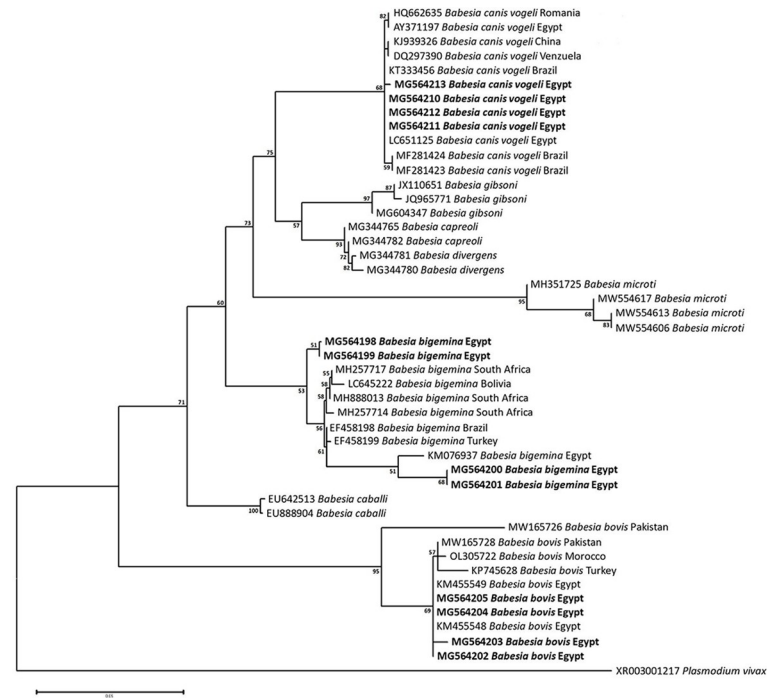 82
HQ662635 Babesia canis vogeli Romania
AY371197 Babesia canis vogeli Egypt
KJ939326 Babesia canis vogeli China
DQ297390 Babesia canis vogeli Venzuela
KT333456 Babesia canis vogeli Brazil
68
MG564213 Babesia canis vogeli Egypt
MG564210 Babesia canis vogeli Egypt
MG564212 Babesia canis vogeli Egypt
MG564211 Babesia canis vogeli Egypt
LC651125 Babesia canis vogeli Egypt
75
MF281424 Babesia canis vogeli Brazil
59
MF281423 Babesia canis vogeli Brazil
87
JX110651 Babesia gibsoni
97
JQ965771 Babesia gibsoni
MG604347 Babesia gibsoni
73
57
MG344765 Babesia capreoli
93
MG344782 Babesia capreoli
72
MG344781 Babesia divergens
82
MG344780 Babesia divergens
MH351725 Babesia microti
95
MW554617 Babesia microti
60
68
MW554613 Babesia microti
83
MW554606 Babesia microti
51
MG564198 Babesia bigemina Egypt
MG564199 Babesia bigemina Egypt
55
MH257717 Babesia bigemina South Africa
53
58
LC645222 Babesia bigemina Bolivia
58
MH888013 Babesia bigemina South Africa
71
MH257714 Babesia bigemina South Africa
56
EF458198 Babesia bigemina Brazil
EF458199 Babesia bigemina Turkey
61
KM076937 Babesia bigemina Egypt
51
MG564200 Babesia bigemina Egypt
68
MG564201 Babesia bigemina Egypt
EU642513 Babesia caballi
100
EU888904 Babesia caballi
MW165726 Babesia bovis Pakistan
MW165728 Babesia bovis Pakistan
57
OL305722 Babesia bovis Morocco
95
KP745628 Babesia bovis Turkey
KM455549 Babesia bovis Egypt
MG564205 Babesia bovis Egypt
69
MG564204 Babesia bovis Egypt
KM455548 Babesia bovis Egypt
MG564203 Babesia bovis Egypt
MG564202 Babesia bovis Egypt
XR003001217 Plasmodium vivax